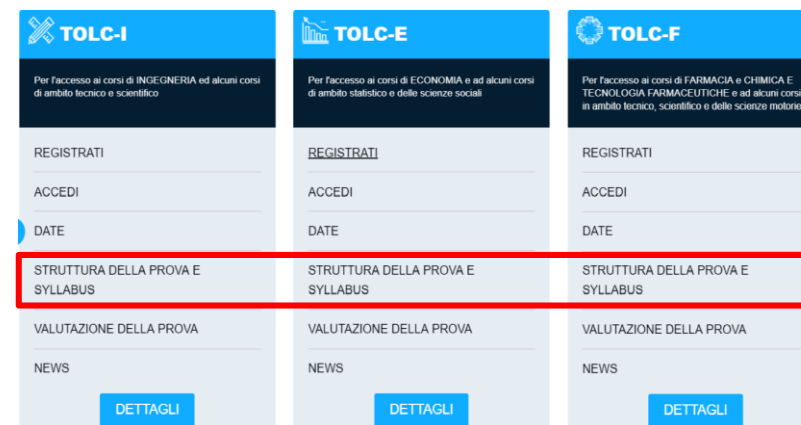 TOLC-I
Per l'accesso ai corsi di INGEGNERIA ed alcuni corsi
di ambito tecnico e scientifico
REGISTRATI
ACCEDI
DATE
STRUTTURA DELLA PROVA E
SYLLABUS
VALUTAZIONE DELLA PROVA
NEWS
DETTAGLI
TOLC-E
Per l'accesso ai corsi di ECONOMIA e ad alcuni corsi
di ambito statistico e delle scienze sociali
REGISTRATI
ACCEDI
DATE
STRUTTURA DELLA PROVA E
SYLLABUS
VALUTAZIONE DELLA PROVA
NEWS
DETTAGLI
TOLC-F
Per l'accesso ai corsi di FARMACIA e CHIMICA E
TECNOLOGIA FARMACEUTICHE e ad alcuni corsi
in ambito tecnico, scientifico e delle scienze motorie
REGISTRATI
ACCEDI
DATE
STRUTTURA DELLA PROVA E
SYLLABUS
VALUTAZIONE DELLA PROVA
NEWS
DETTAGLI